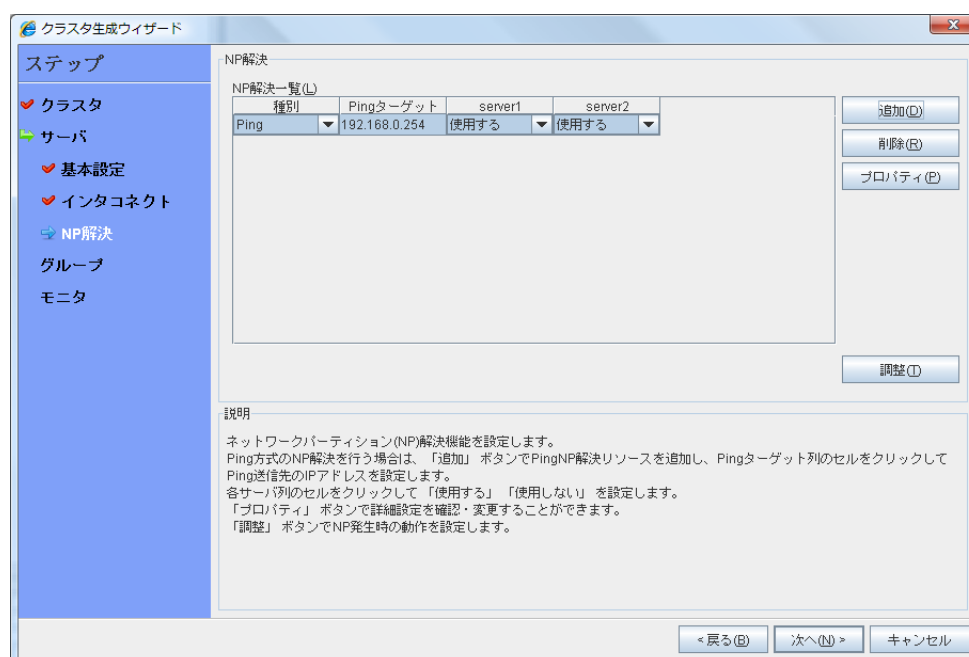 クラスタ生成ウィザード
ステップ
クラスタ
サーバ
基本設定
インタコネクト
NP解決
グループ
モニタ
NP解決
NP解決一覧(L)
種別 Pingターゲット server1 server2
Ping 192.168.0.254 使用する 使用する
追加(D)
削除(R)
プロパティ(P)
調整(T)
説明
ネットワークパーティション(NP)解決機能を設定します。
Ping方式のNP解決を行う場合は、「追加」 ボタンでPingNP解決リソースを追加し、Pingターゲット列のセルをクリックして
Ping送信先のIPアドレスを設定します。
各サーバ列のセルをクリックして 「使用する」 「使用しない」 を設定します。
「プロパティ」 ボタンで詳細設定を確認・変更することができます。
「調整」 ボタンでNP発生時の動作を設定します。
<戻る(B) 次へ(N)> キャンセル